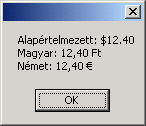 Alapértelmezett: $12.40
Magyar: 12,40 Ft
Német: 12,40 €
OK